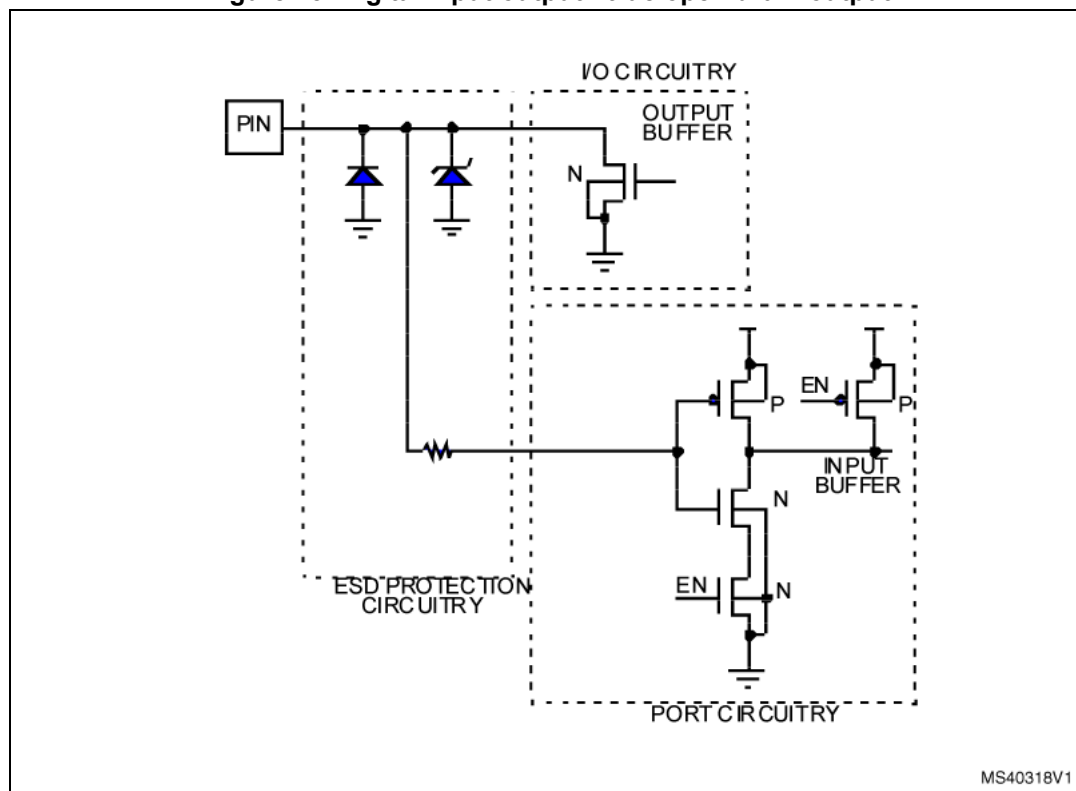 I/O CIRCUITRY
PIN
OUTPUT
BUFFER
N
EN
P
P
INPUT
BUFFER
N
ESD PROTECTION
CIRCUITRY
EN
N
PORT CIRCUITRY
MS40318V1